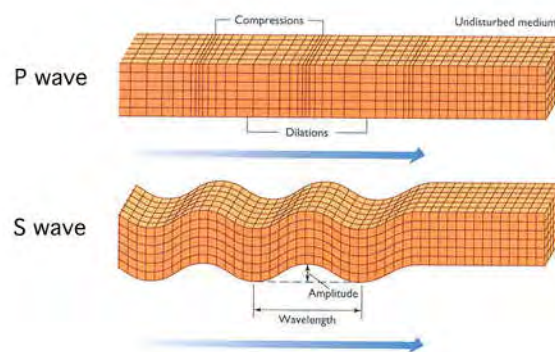 Compressions
Undisturbed medium
P wave
Dilations
S wave
Amplitude
Wavelength